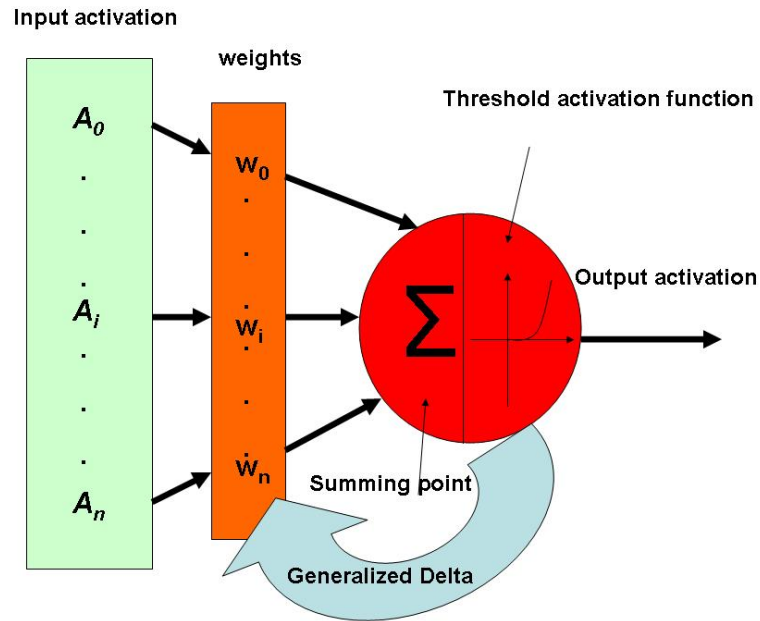 Input activation
weights
Threshold activation function
A0
w0
Output activation
Σ
Ai
wi
Summing point
wn
An
Generalized Delta